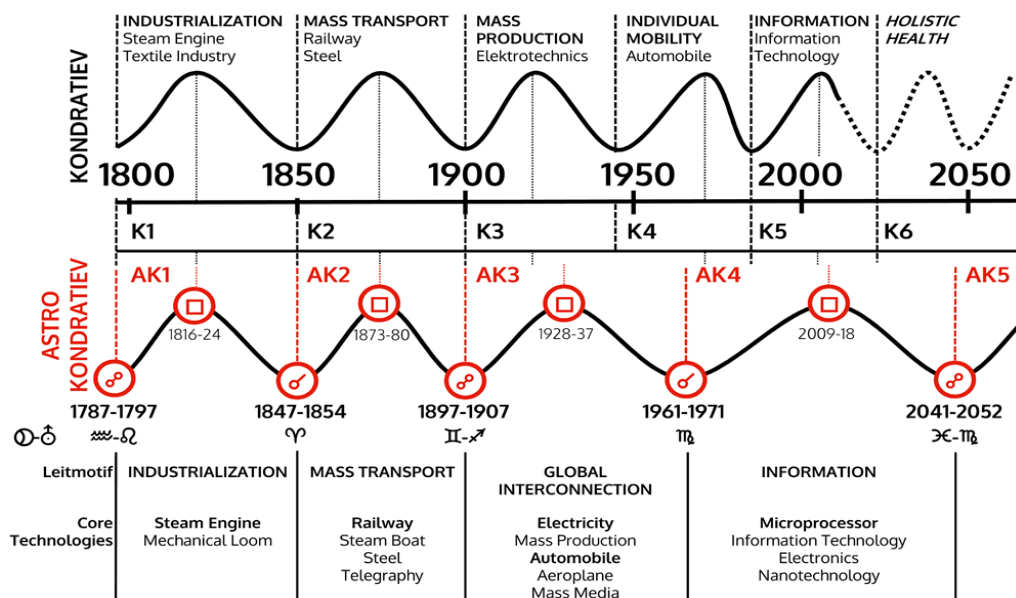 INDUSTRIALIZATION
Steam Engine
Textile Industry
MASS TRANSPORT
Railway
Steel
MASS
PRODUCTION
Elektrotechnics
INDIVIDUAL
MOBILITY
Automobile
INFORMATION
Information
Technology
HOLISTIC
HEALTH
KONDRATIEV
1800 1850 1900 1950 2000 2050
K1 K2 K3 K4 K5 K6
ASTRO
KONDRATIEV
AK1 AK2 AK3 AK4 AK5
1816-24 1873-80 1928-37 2009-18
1787-1797 1847-1854 1897-1907 1961-1971 2041-2052
♒-♌ ♈ ♊-♐ ♍ ♓-♍
Leitmotif
INDUSTRIALIZATION
MASS TRANSPORT
GLOBAL
INTERCONNECTION
INFORMATION
Core
Technologies
Steam Engine
Mechanical Loom
Railway
Steam Boat
Steel
Telegraphy
Electricity
Mass Production
Automobile
Aeroplane
Mass Media
Microprocessor
Information Technology
Electronics
Nanotechnology